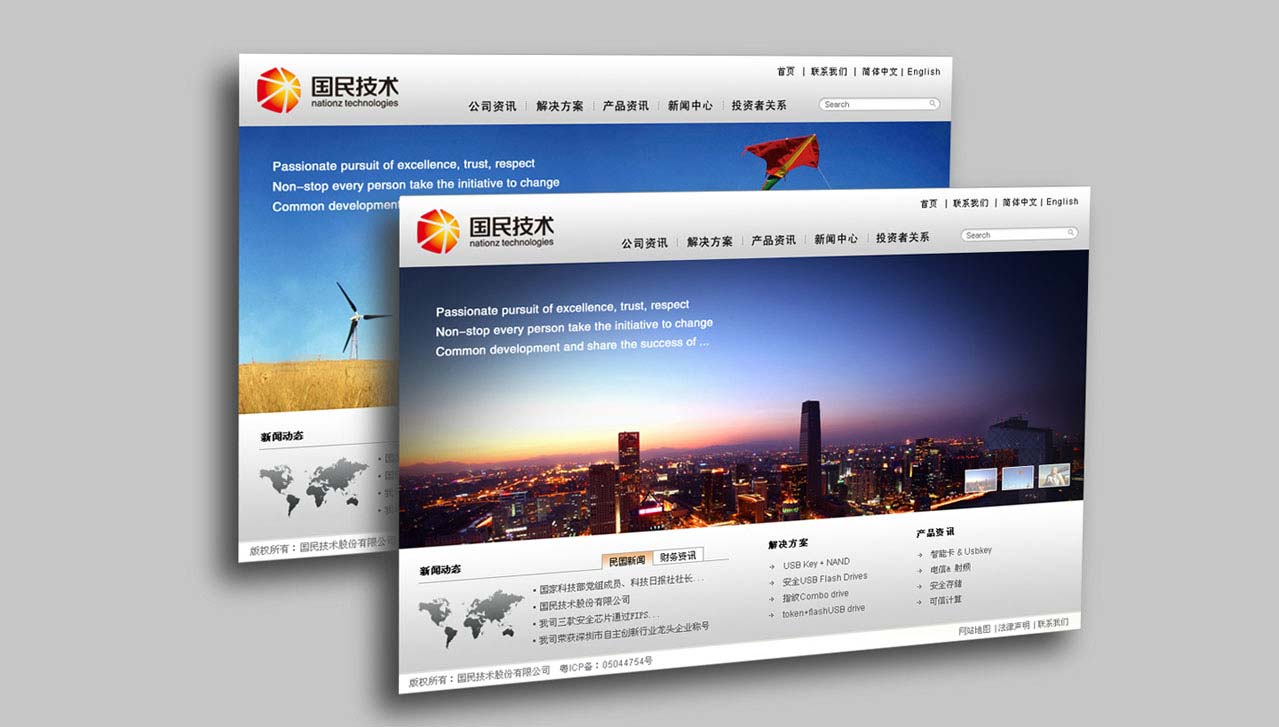 国民技术
nationz technologies
首页 | 联系我们 | 简体中文 | English
公司资讯 | 解决方案 | 产品资讯 | 新闻中心 | 投资者关系
Search
Passionate pursuit of excellence, trust, respect
Non-stop every person take the initiative to change
Common development
新闻动态
版权所有：国民技术股份有限公司
国民技术
nationz technologies
首页 | 联系我们 | 简体中文 | English
公司资讯 | 解决方案 | 产品资讯 | 新闻中心 | 投资者关系
Search
Passionate pursuit of excellence, trust, respect
Non-stop every person take the initiative to change
Common development and share the success of ...
新闻动态
民国新闻 财务资讯
国家科技部党组成员、科技日报社社长...
国民技术股份有限公司
我司三款安全芯片通过FIPS...
我司荣获深圳市自主创新行业龙头企业称号
解决方案
USB Key + NAND
安全USB Flash Drives
指纹Combo drive
token+flashUSB drive
产品资讯
智能卡 & Usbkey
电信& 射频
安全存储
可信计算
网站地图 | 法律声明 | 联系我们
版权所有：国民技术股份有限公司 粤ICP备：05044754号